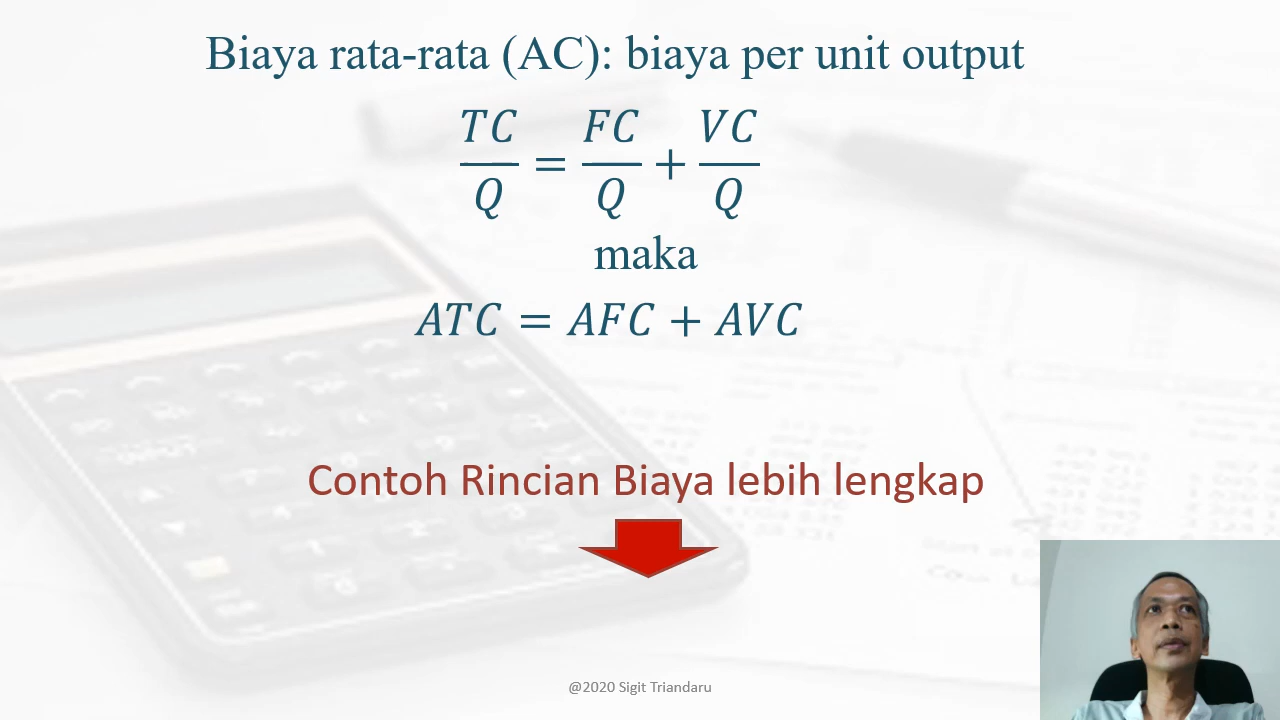 Biaya rata-rata (AC): biaya per unit output
TC/Q = FC/Q + VC/Q
maka
ATC = AFC + AVC
Contoh Rincian Biaya lebih lengkap
@2020 Sigit Triandaru